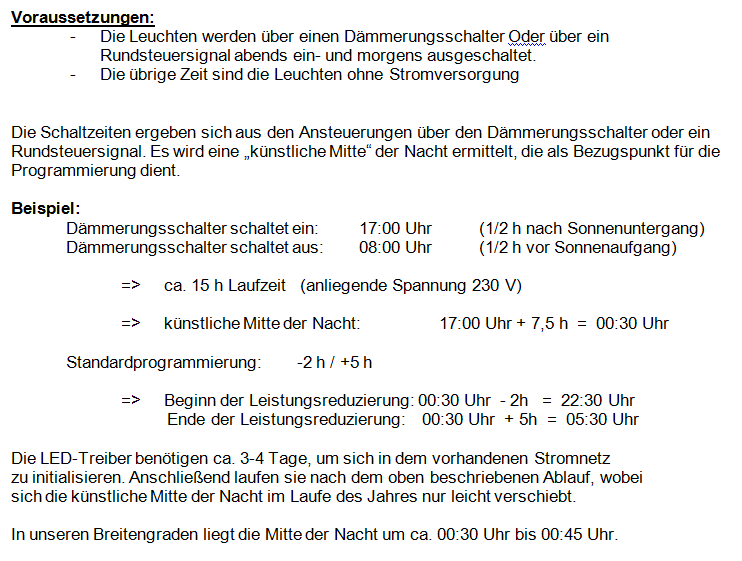 Voraussetzungen:
- Die Leuchten werden über einen Dämmerungsschalter Oder über ein
Rundsteuersignal abends ein- und morgens ausgeschaltet.
- Die übrige Zeit sind die Leuchten ohne Stromversorgung
Die Schaltzeiten ergeben sich aus den Ansteuerungen über den Dämmerungsschalter oder ein
Rundsteuersignal. Es wird eine „künstliche Mitte“ der Nacht ermittelt, die als Bezugspunkt für die
Programmierung dient.
Beispiel:
Dämmerungsschalter schaltet ein: 17:00 Uhr (1/2 h nach Sonnenuntergang)
Dämmerungsschalter schaltet aus: 08:00 Uhr (1/2 h vor Sonnenaufgang)
=> ca. 15 h Laufzeit (anliegende Spannung 230 V)
=> künstliche Mitte der Nacht: 17:00 Uhr + 7,5 h = 00:30 Uhr
Standardprogrammierung: -2 h / +5 h
=> Beginn der Leistungsreduzierung: 00:30 Uhr - 2h = 22:30 Uhr
Ende der Leistungsreduzierung: 00:30 Uhr + 5h = 05:30 Uhr
Die LED-Treiber benötigen ca. 3-4 Tage, um sich in dem vorhandenen Stromnetz
zu initialisieren. Anschließend laufen sie nach dem oben beschriebenen Ablauf, wobei
sich die künstliche Mitte der Nacht im Laufe des Jahres nur leicht verschiebt.
In unseren Breitengraden liegt die Mitte der Nacht um ca. 00:30 Uhr bis 00:45 Uhr.